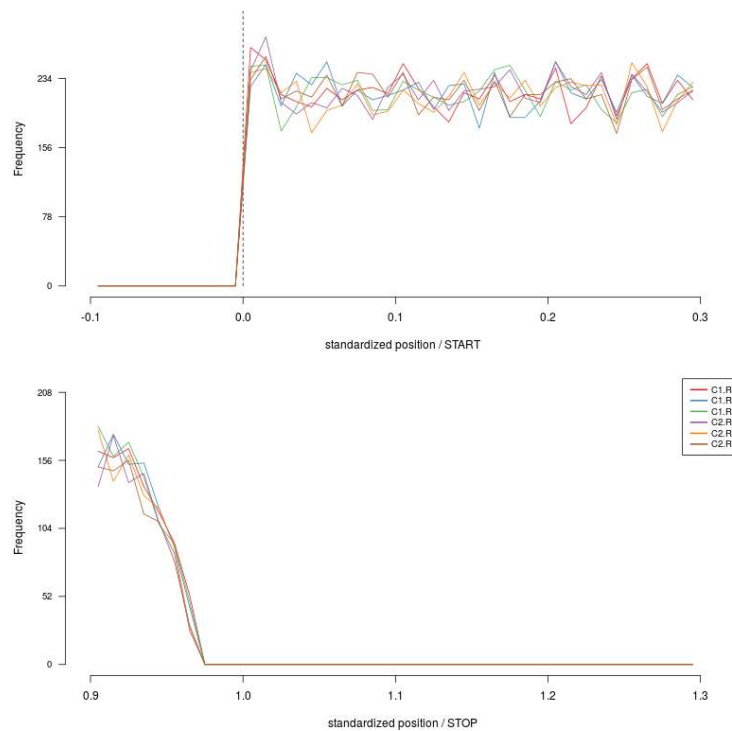 234
156
78
0
Frequency
-0.1 0.0 0.1 0.2 0.3
standardized position / START
208
156
104
52
0
Frequency
0.9 1.0 1.1 1.2 1.3
standardized position / STOP
C1.R
C1.R
C1.R
C2.R
C2.R
C2.R